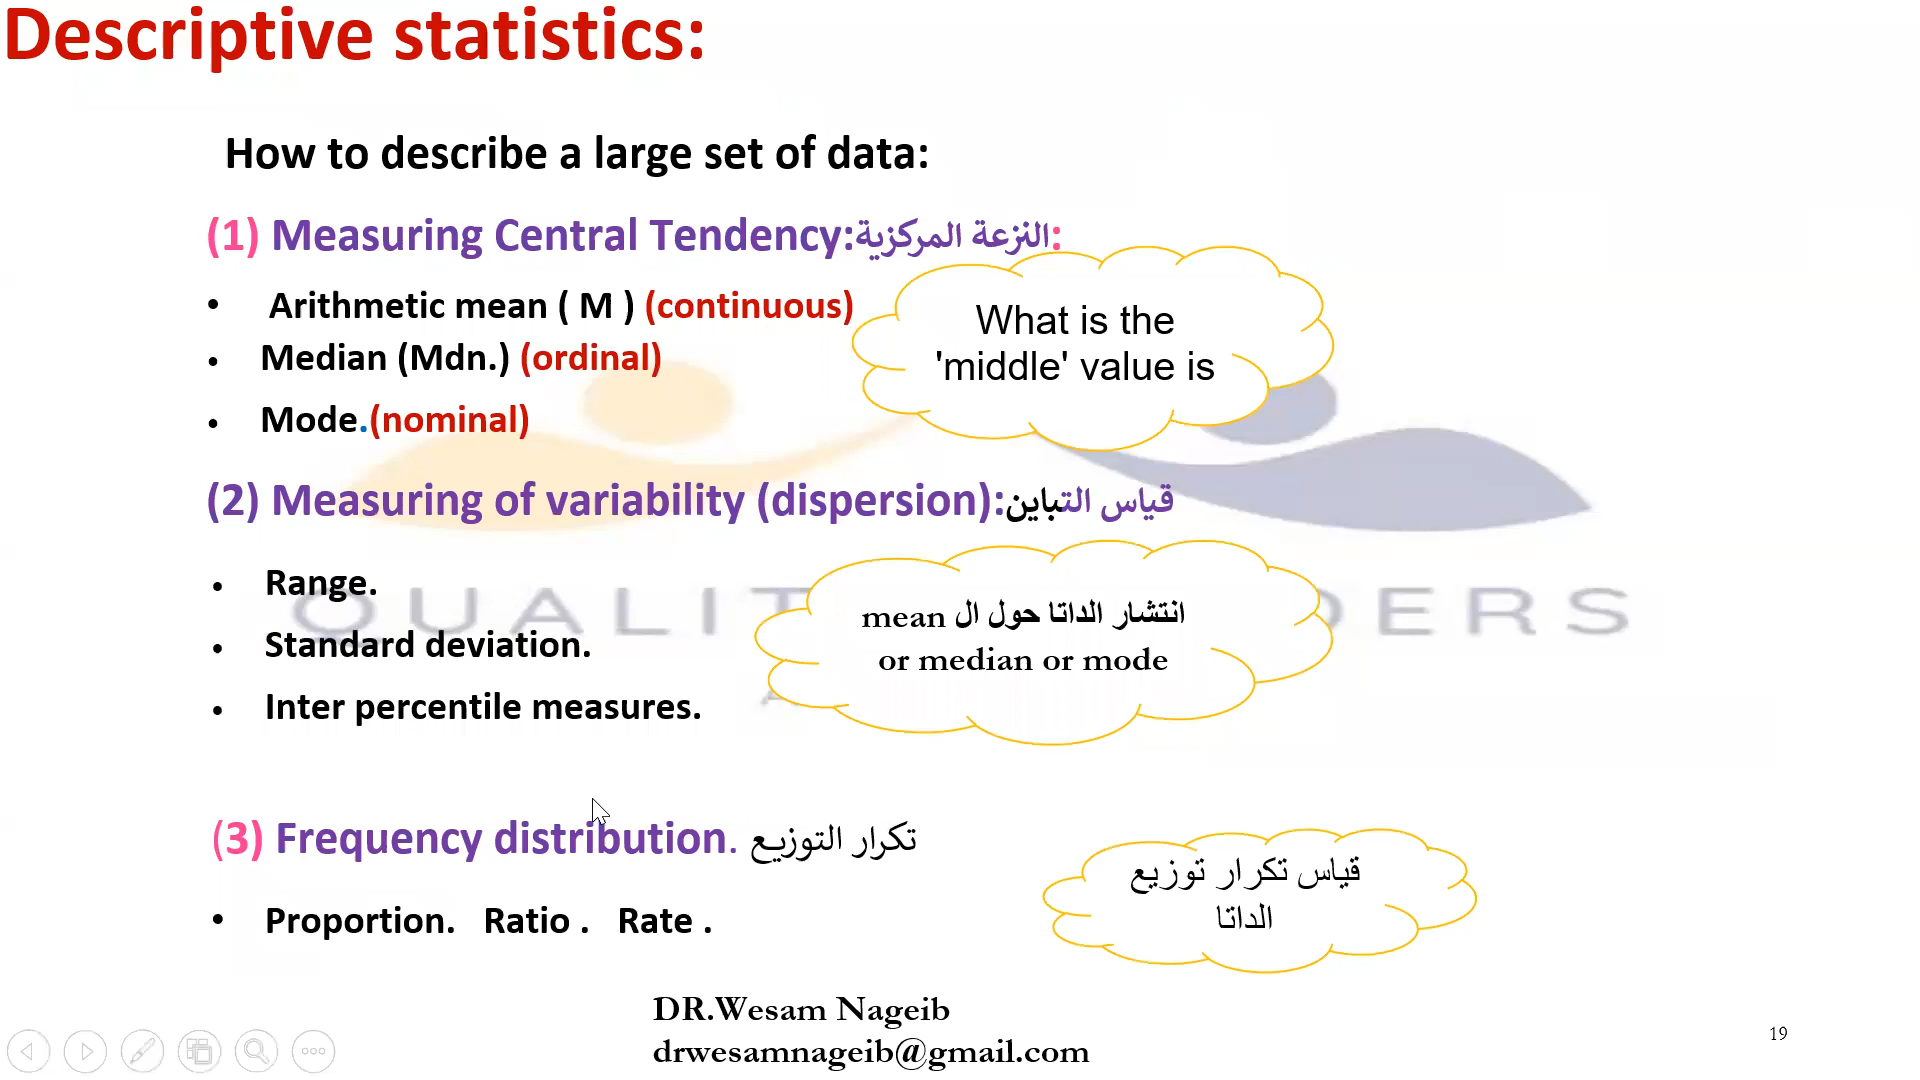 Descriptive statistics:
How to describe a large set of data:
(1) Measuring Central Tendency:النزعة المركزية:
• Arithmetic mean ( M ) (continuous)
• Median (Mdn.) (ordinal)
• Mode.(nominal)
What is the
'middle' value is
(2) Measuring of variability (dispersion):قياس التباين
• Range.
• Standard deviation.
• Inter percentile measures.
انتشار الداتا حول ال mean
or median or mode
(3) Frequency distribution. تكرار التوزيع
• Proportion. Ratio . Rate .
قياس تكرار توزيع
الداتا
DR.Wesam Nageib
drwesamnageib@gmail.com
19